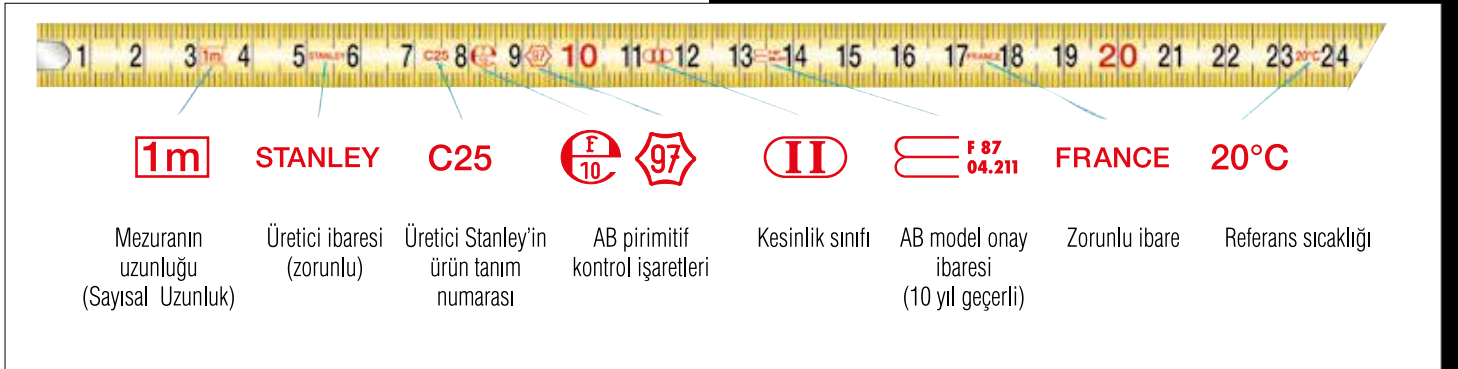 1 2 3 1m 4 5 STANLEY 6 7 C25 8 9 97 10 11 12 13 14 15 16 17 FRANCE 18 19 20 21 22 23 20°C 24
1m STANLEY C25 F 10 97 II F 87 FRANCE 20°C
04.211
Mezuranın Üretici ibaresi Üretici Stanley'in AB pirimitif Kesinlik sınıfı AB model onay Zorunlu ibare Referans sıcaklığı
uzunluğu (zorunlu) ürün tanım kontrol işaretleri ibaresi
(Sayısal Uzunluk) numarası (10 yıl geçerli)